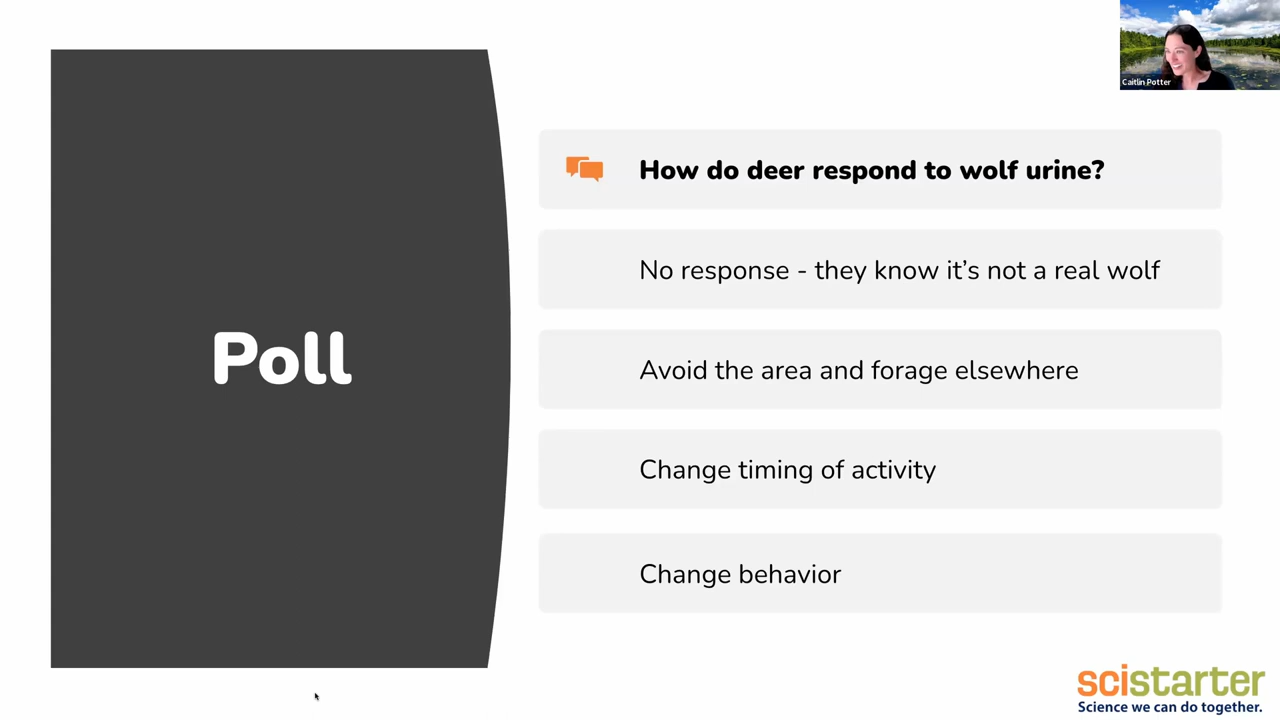 Caitlin Potter
Poll
How do deer respond to wolf urine?
No response - they know it’s not a real wolf
Avoid the area and forage elsewhere
Change timing of activity
Change behavior
scistarter
Science we can do together.